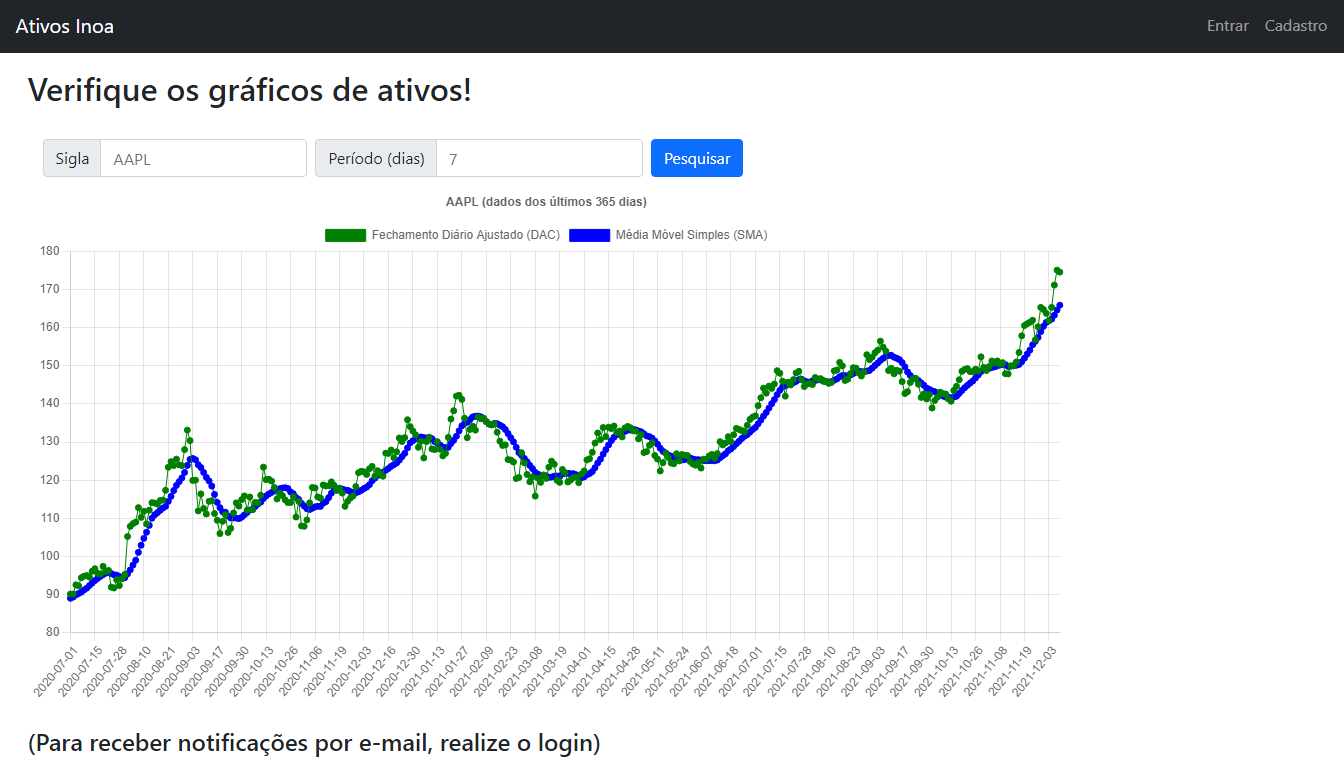 Ativos Inoa Entrar Cadastro
Verifique os gráficos de ativos!
Sigla AAPL Período (dias) 7 Pesquisar
AAPL (dados dos últimos 365 dias)
Fechamento Diário Ajustado (DAC) Média Móvel Simples (SMA)
180
170
160
150
140
130
120
110
100
90
80
2020-07-01 2020-07-15 2020-07-28 2020-08-10 2020-08-21 2020-09-03 2020-09-17 2020-09-30 2020-10-13 2020-10-26 2020-11-06 2020-11-19 2020-12-03 2020-12-16 2020-12-30 2021-01-13 2021-01-27 2021-02-09 2021-02-23 2021-03-08 2021-03-19 2021-04-01 2021-04-15 2021-04-28 2021-05-11 2021-05-24 2021-06-07 2021-06-18 2021-07-01 2021-07-15 2021-07-28 2021-08-10 2021-08-23 2021-09-03 2021-09-17 2021-09-30 2021-10-13 2021-10-26 2021-11-08 2021-11-19 2021-12-03
(Para receber notificações por e-mail, realize o login)